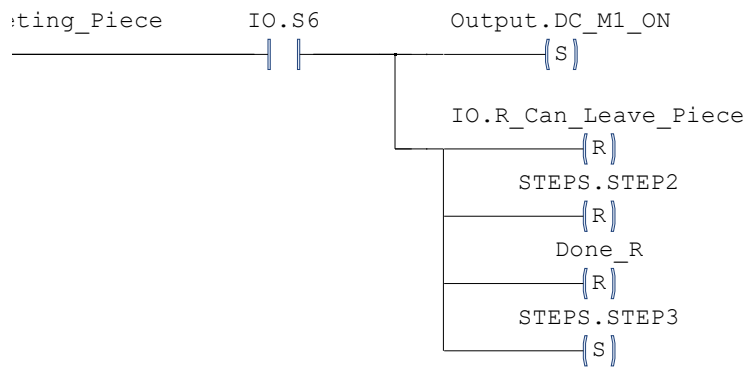 eting_Piece IO.S6 Output.DC_M1_ON
S
IO.R_Can_Leave_Piece
R
STEPS.STEP2
R
Done_R
R
STEPS.STEP3
S